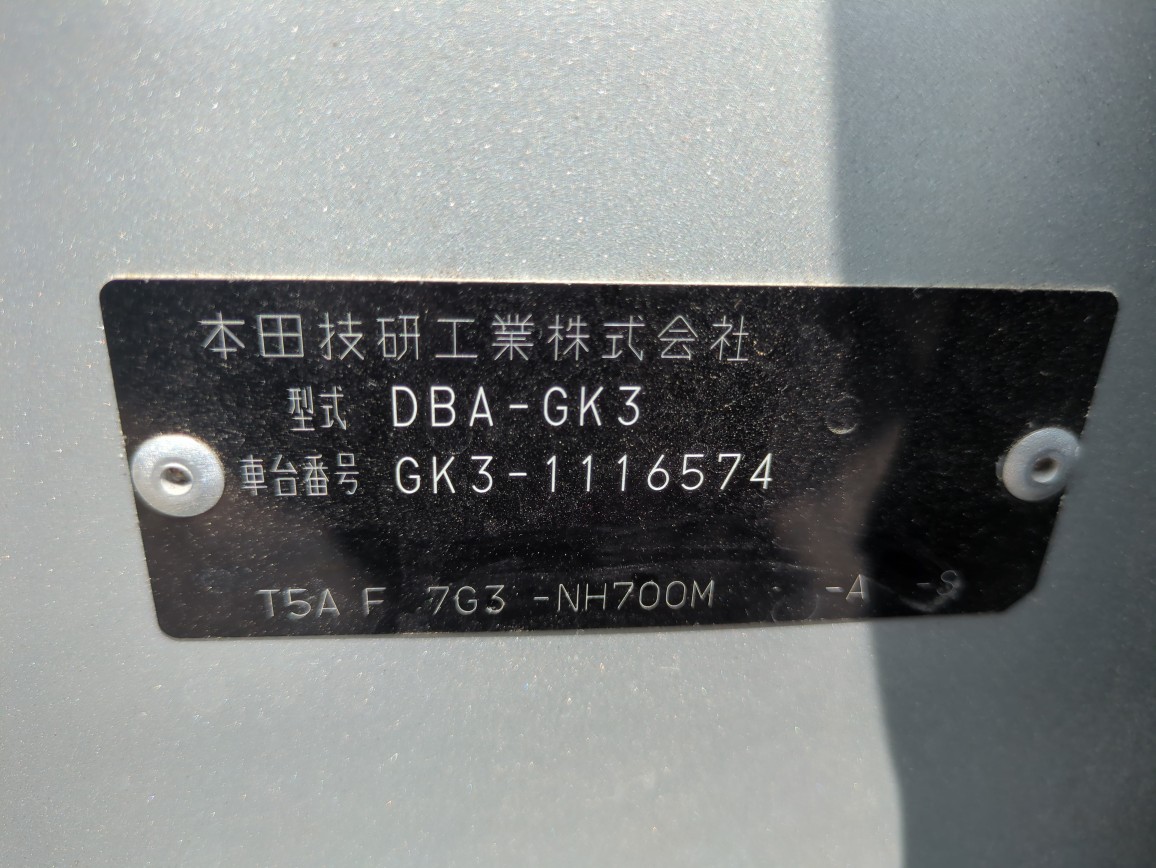 本田技研工業株式会社
型式 DBA-GK3
車台番号 GK3-1116574
T5A F 7G3 -NH700M -A -S